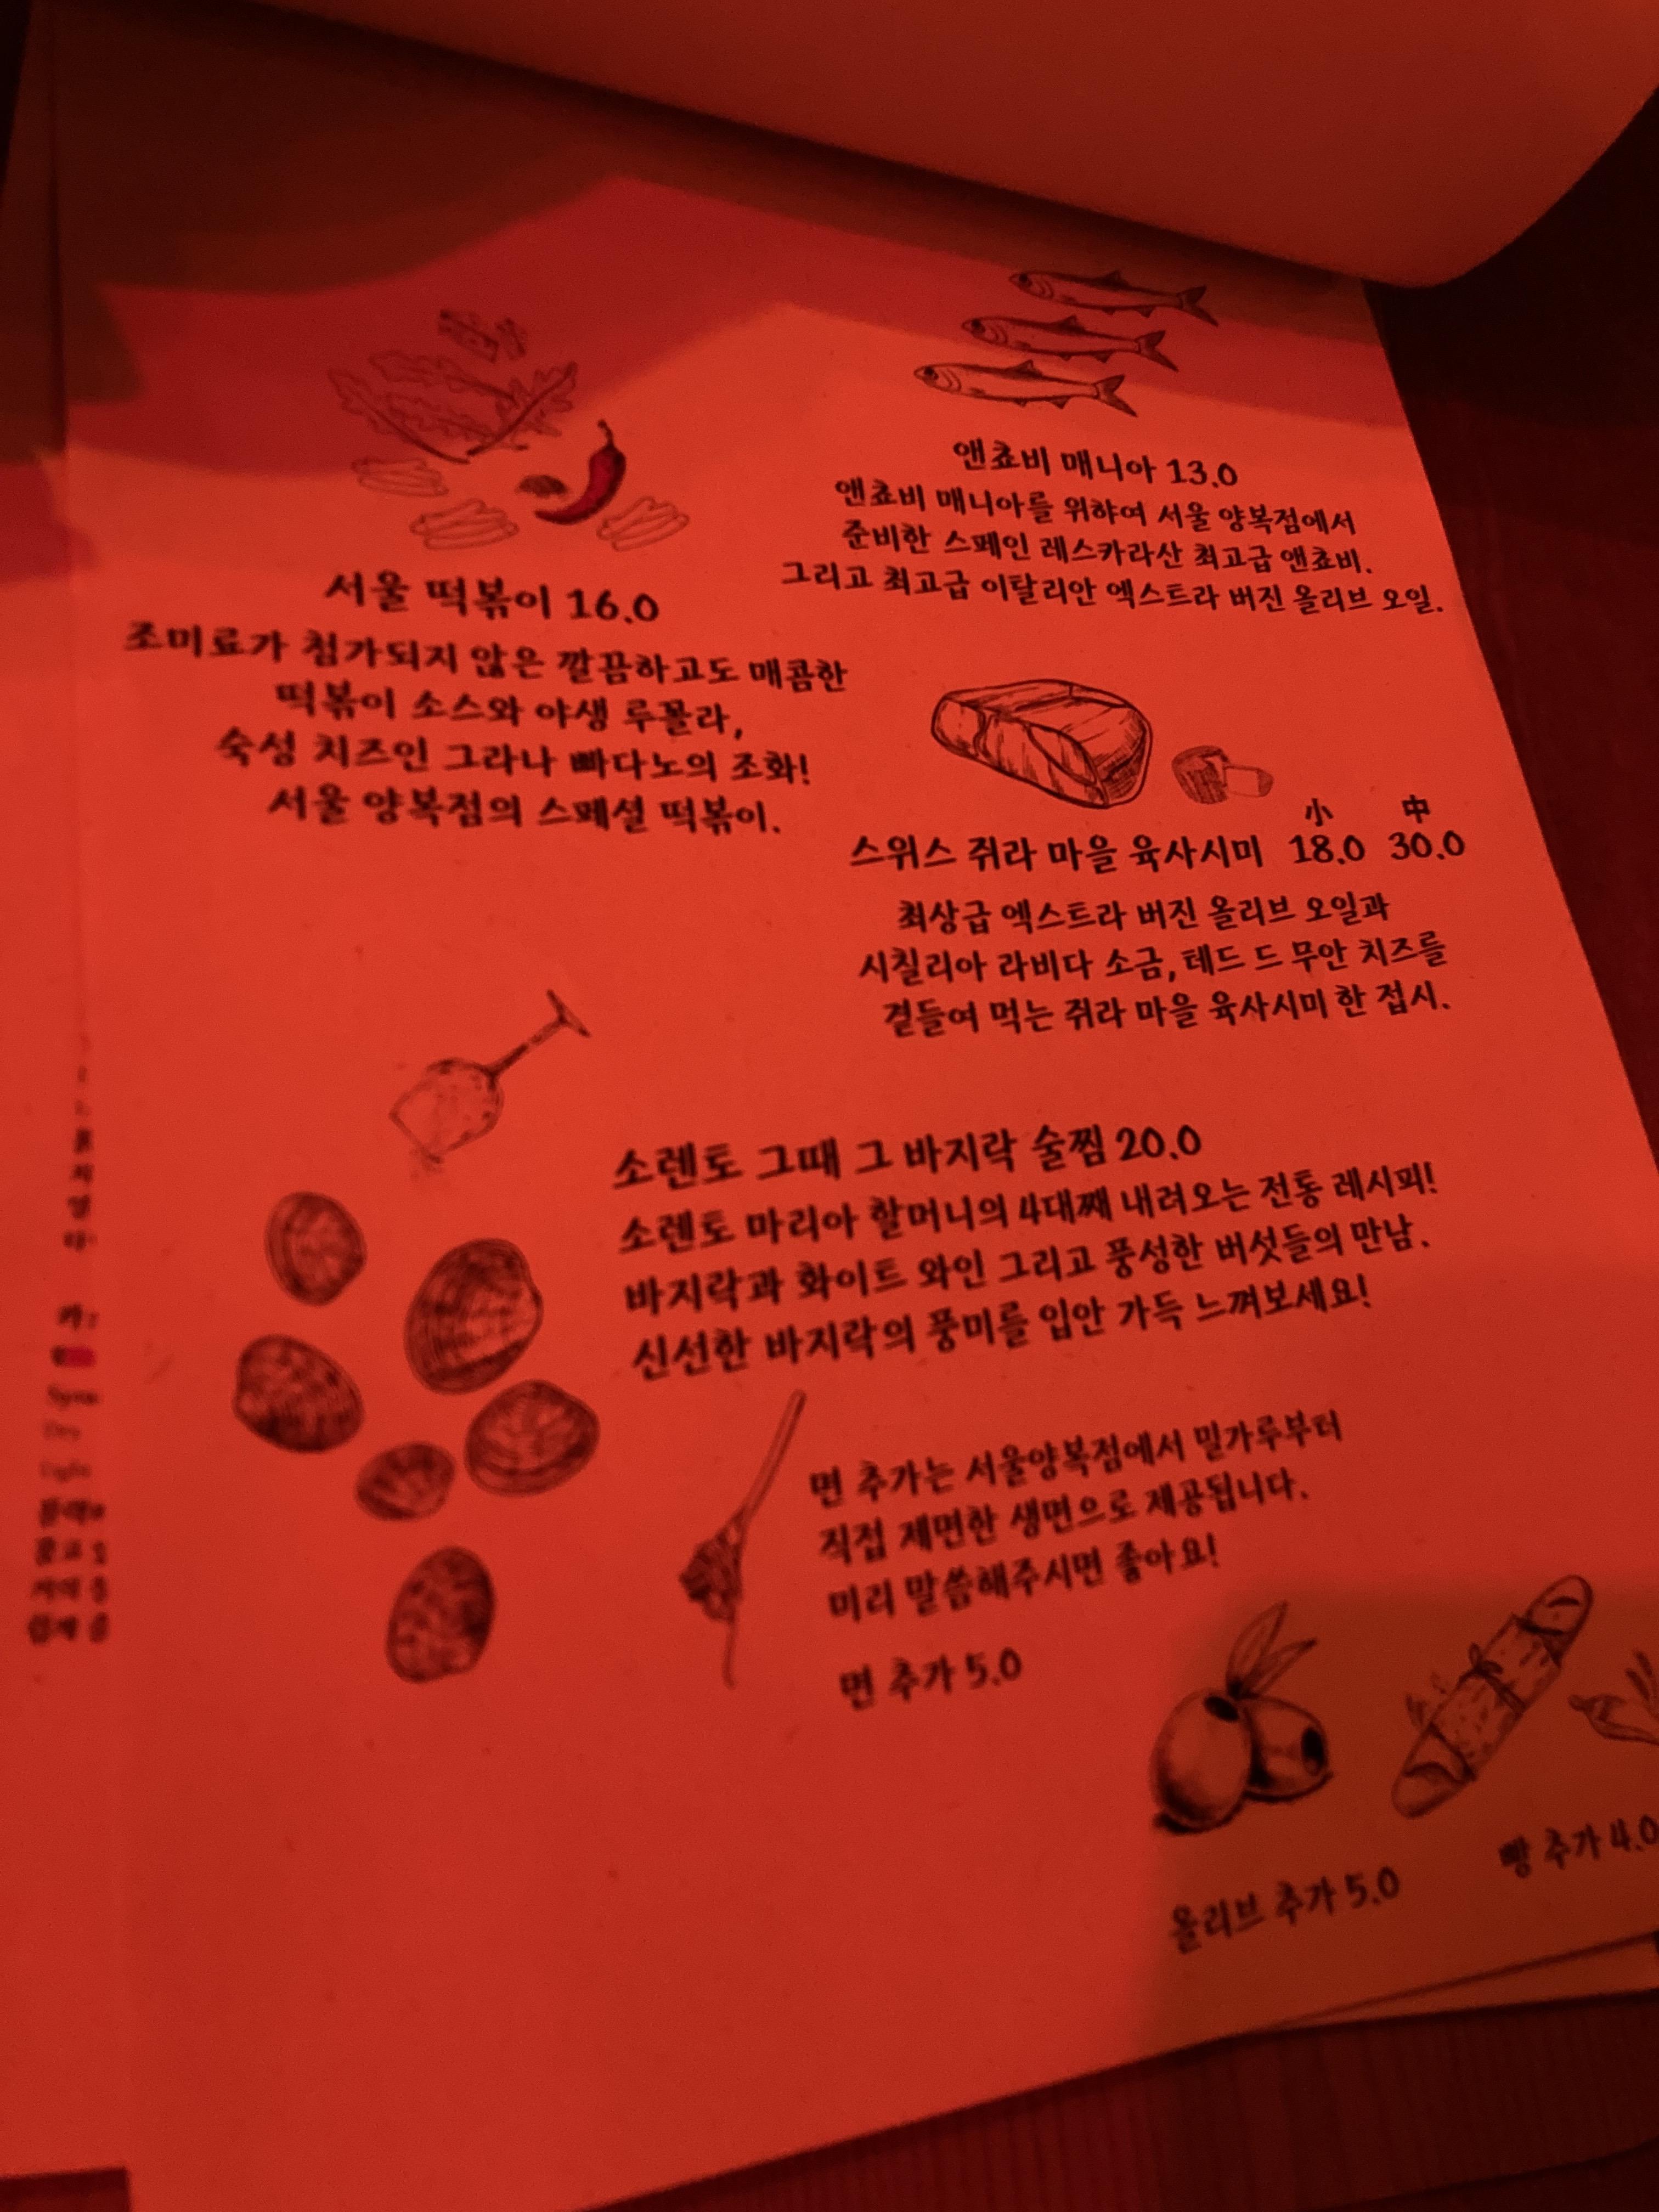 앤쵸비 매니아 13.0
앤쵸비 매니아를 위하여 서울 양복점에서
준비한 스페인 레스카라산 최고급 앤쵸비.
그리고 최고급 이탈리안 엑스트라 버진 올리브 오일.
서울 떡볶이 16.0
조미료가 첨가되지 않은 깔끔하고도 매콤한
떡볶이 소스와 야생 루꼴라,
숙성 치즈인 그라나 빠다노의 조화!
서울 양복점의 스페셜 떡볶이.
小 中
스위스 쥐라 마을 육사시미 18.0 30.0
최상급 엑스트라 버진 올리브 오일과
시칠리아 라비다 소금, 테드 드 무안 치즈를
곁들여 먹는 쥐라 마을 육사시미 한 접시.
소렌토 그때 그 바지락 술찜 20.0
소렌토 마리아 할머니의 4대째 내려오는 전통 레시피!
바지락과 화이트 와인 그리고 풍성한 버섯들의 만남.
신선한 바지락의 풍미를 입안 가득 느껴보세요!
면 추가는 서울양복점에서 밀가루부터
직접 제면한 생면으로 제공됩니다.
미리 말씀해주시면 좋아요!
면 추가 5.0
올리브 추가 5.0
빵 추가 4.0